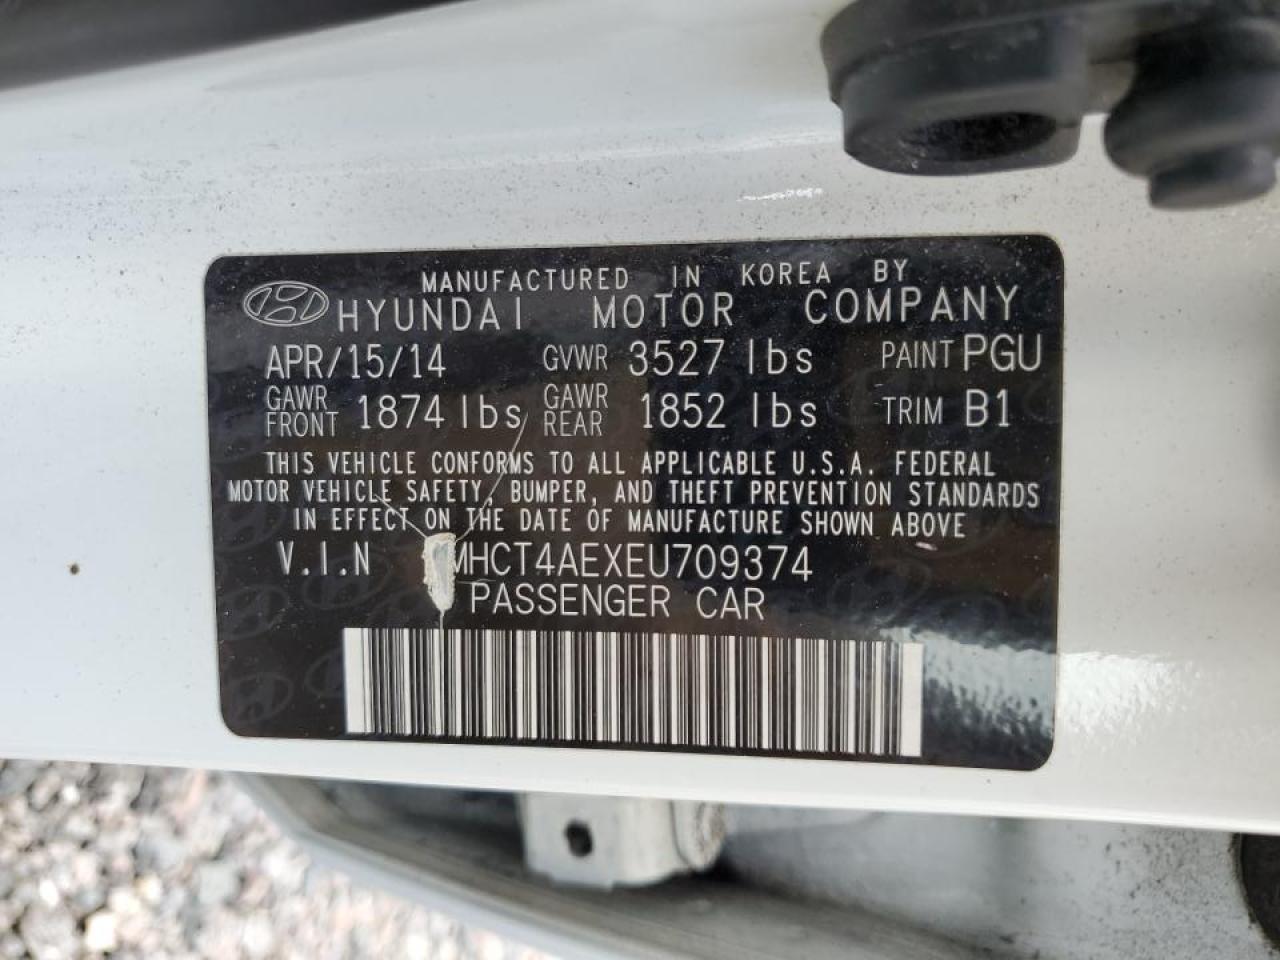 MANUFACTURED IN KOREA BY
HYUNDAI MOTOR COMPANY
APR/15/14 GVWR 3527 lbs PAINT PGU
GAWR FRONT 1874 lbs GAWR REAR 1852 lbs TRIM B1
THIS VEHICLE CONFORMS TO ALL APPLICABLE U.S.A. FEDERAL
MOTOR VEHICLE SAFETY, BUMPER, AND THEFT PREVENTION STANDARDS
IN EFFECT ON THE DATE OF MANUFACTURE SHOWN ABOVE
V.I.N MHCT4AEXEU709374
PASSENGER CAR